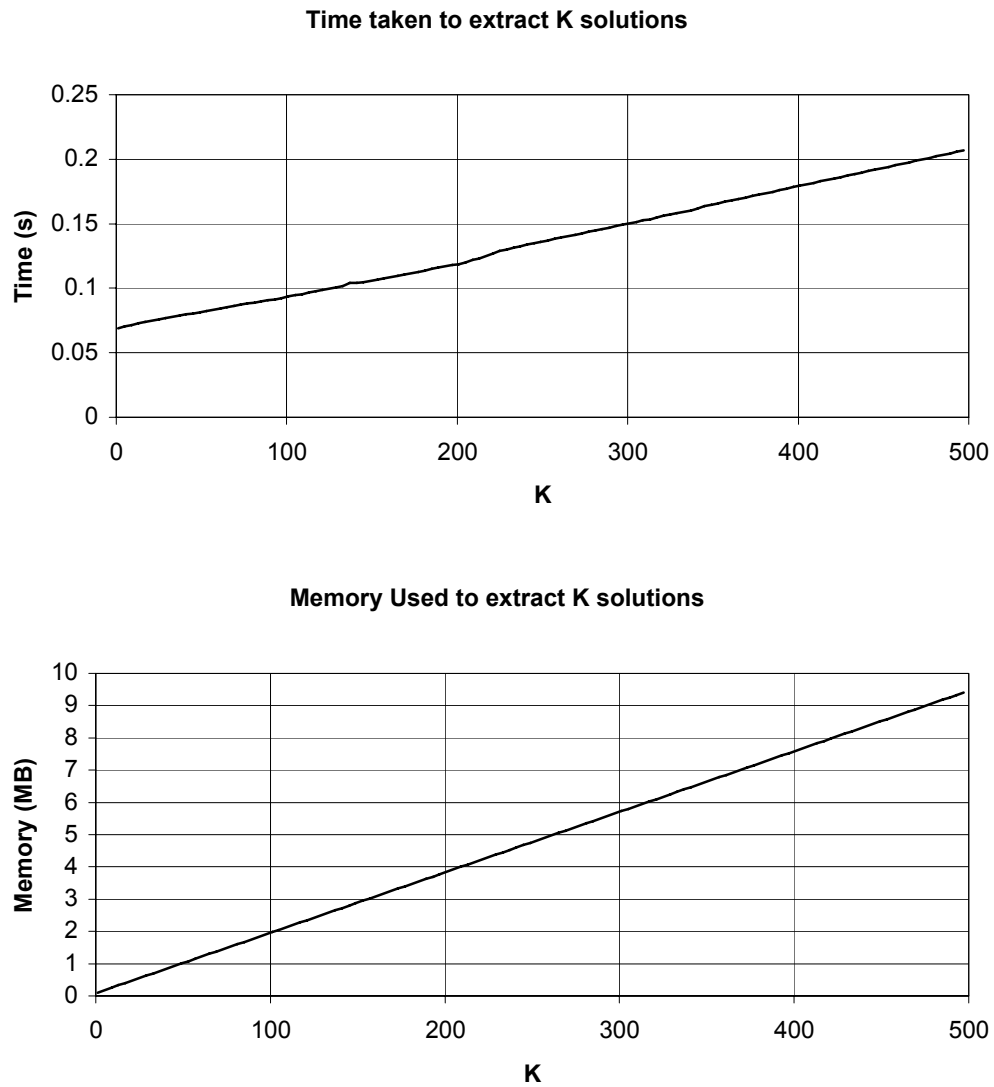 Time taken to extract K solutions
0.25
0.2
0.15
0.1
0.05
0
0 100 200 300 400 500
Time (s)
K
Memory Used to extract K solutions
10
9
8
7
6
5
4
3
2
1
0
0 100 200 300 400 500
Memory (MB)
K